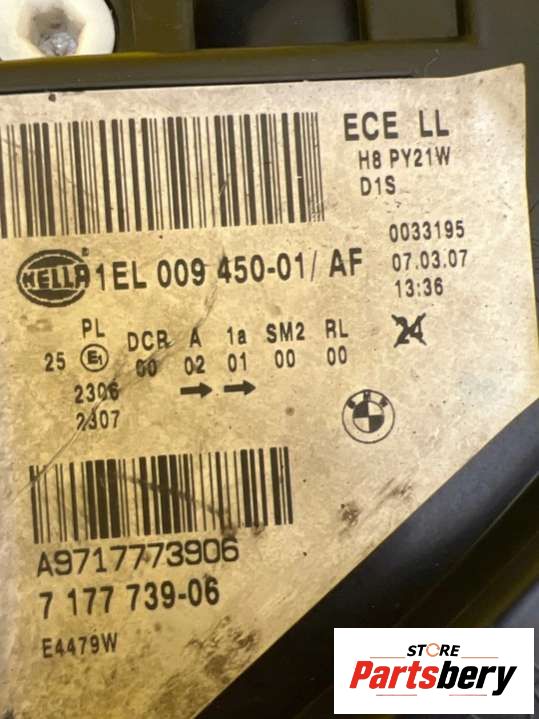 ECE LL
H8 PY21W
D1S
0033195
HELLA ® 1EL 009 450-01/ AF
07.03.07
13:36
PL DCR A 1a SM2 RL
25 E1 00 02 01 00 00
24
2306
2307
BMW
A9717773906
7 177 739-06
E4479W
STORE
Partsbery